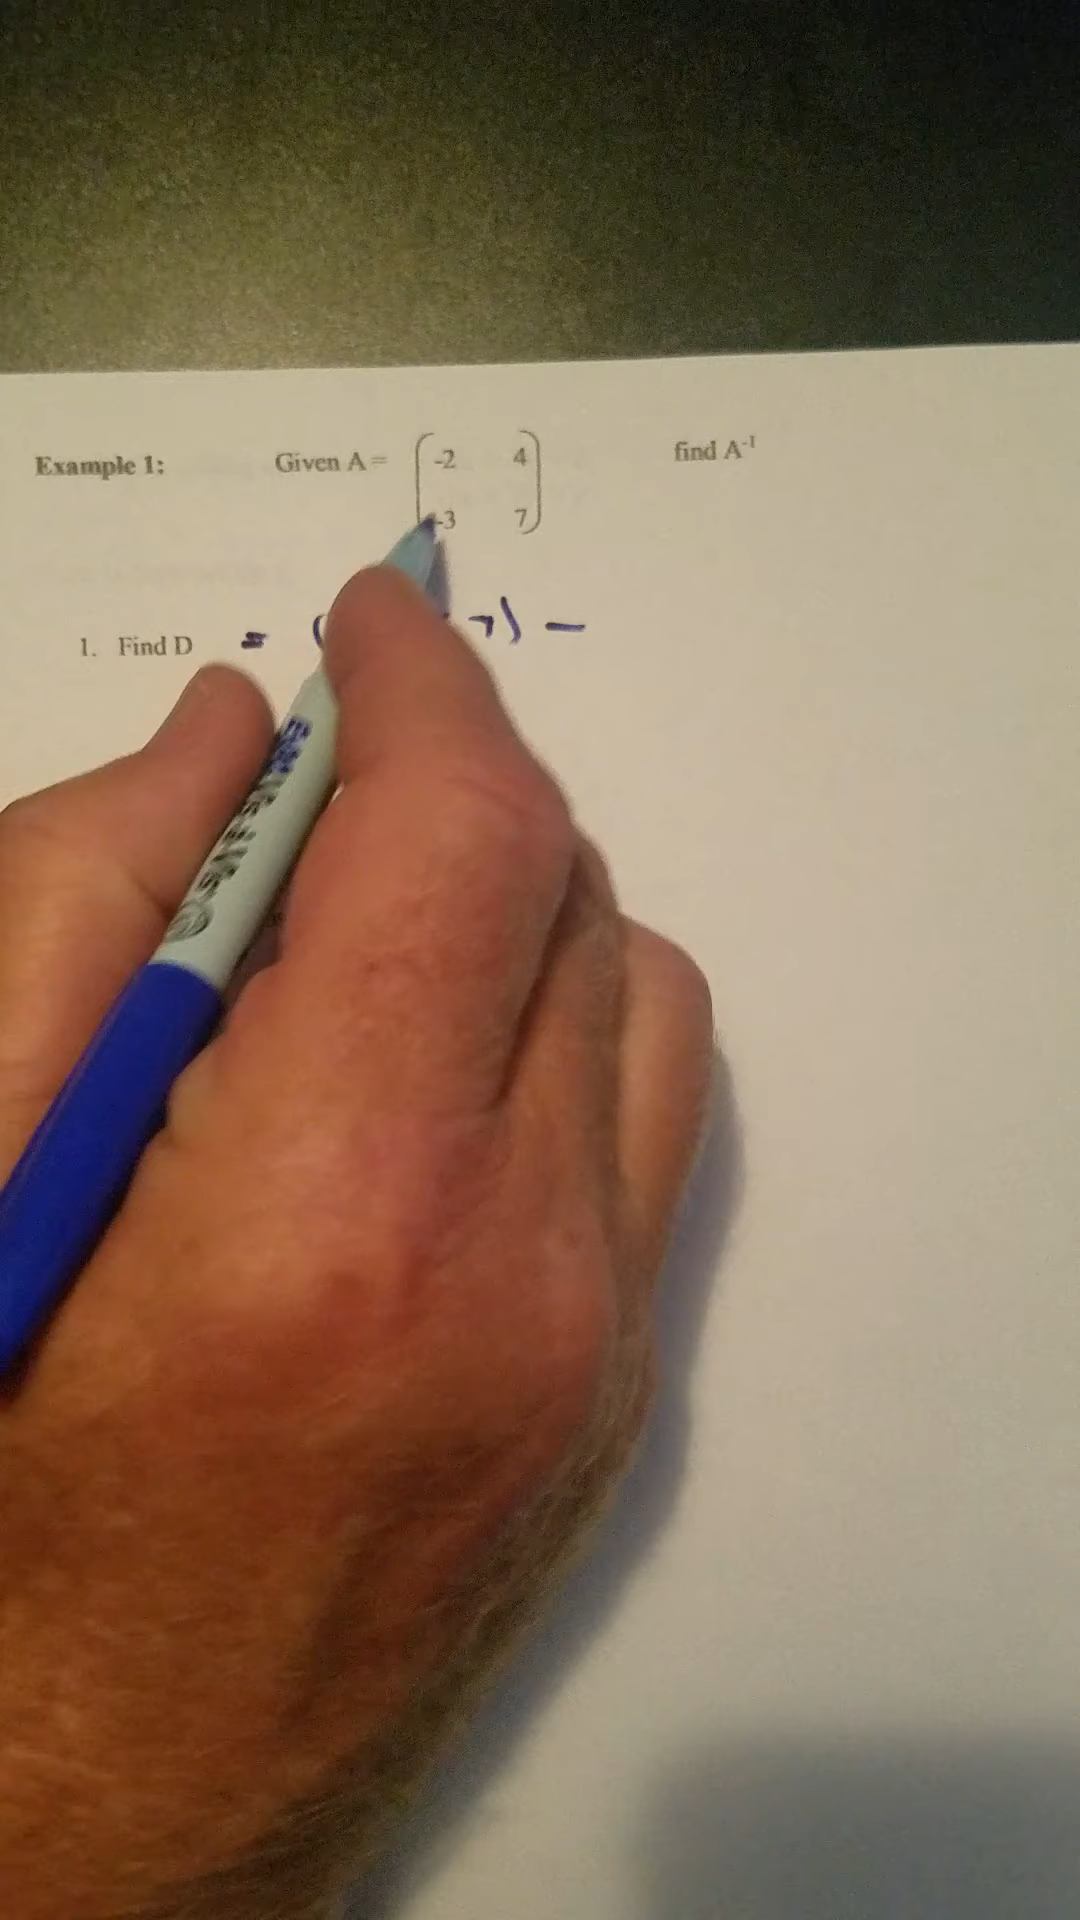 Example 1: Given A = -2 4 find A⁻¹
-3 7
1. Find D = ( 7) −